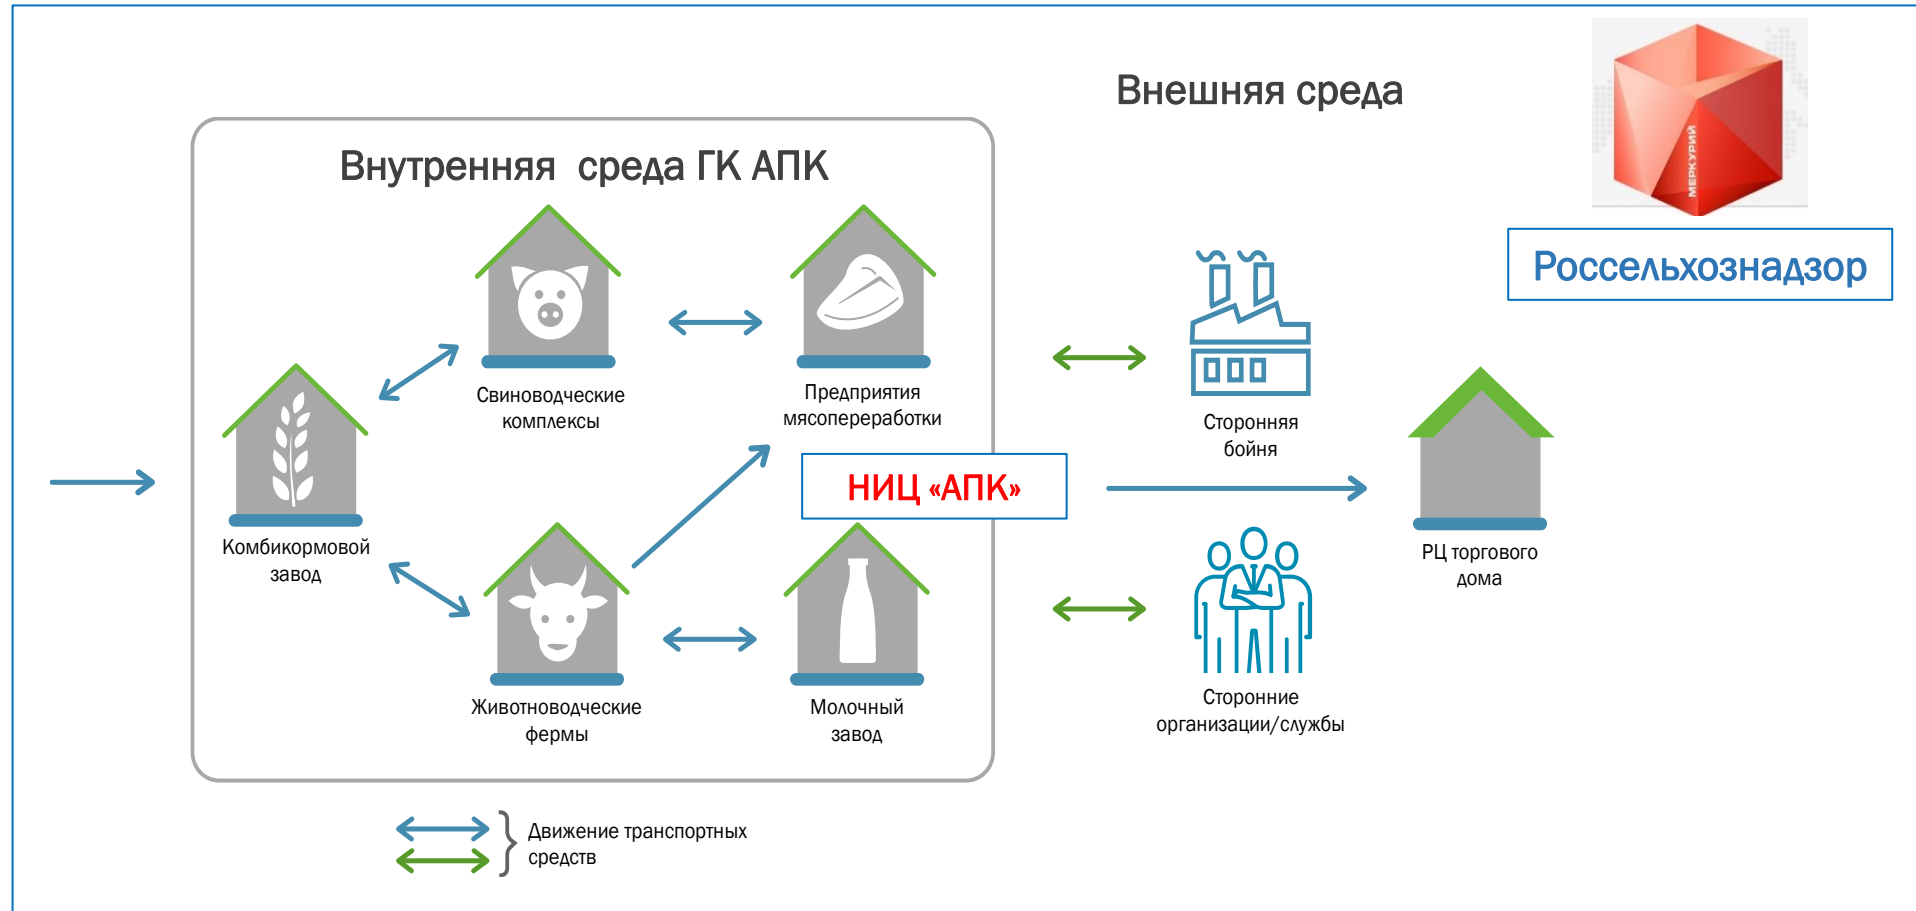 Внешняя среда
МЕРКУРИЙ
Россельхознадзор
Внутренняя среда ГК АПК
Свиноводческие
комплексы
Предприятия
мясопереработки
Сторонняя
бойня
НИЦ «АПК»
Комбикормовой
завод
РЦ торгового
дома
Животноводческие
фермы
Молочный
завод
Сторонние
организации/службы
Движение транспортных
средств